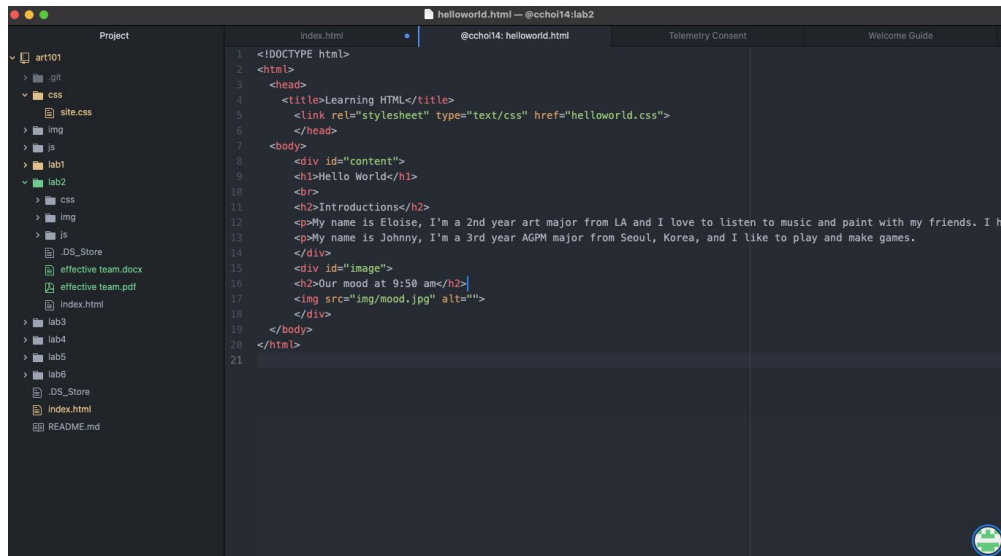 helloworld.html — @cchoi14:lab2
Project
index.html
@cchoi14: helloworld.html
Telemetry Consent
Welcome Guide
art101
.git
css
site.css
img
js
lab1
lab2
css
img
js
.DS_Store
effective team.docx
effective team.pdf
index.html
lab3
lab4
lab5
lab6
.DS_Store
index.html
README.md
1 <!DOCTYPE html>
2 <html>
3 <head>
4 <title>Learning HTML</title>
5 <link rel="stylesheet" type="text/css" href="helloworld.css">
6 </head>
7 <body>
8 <div id="content">
9 <h1>Hello World</h1>
10 <br>
11 <h2>Introductions</h2>
12 <p>My name is Eloise, I'm a 2nd year art major from LA and I love to listen to music and paint with my friends. I h
13 <p>My name is Johnny, I'm a 3rd year AGPM major from Seoul, Korea, and I like to play and make games.
14 </div>
15 <div id="image">
16 <h2>Our mood at 9:50 am</h2>
17 <img src="img/mood.jpg" alt="">
18 </div>
19 </body>
20 </html>
21